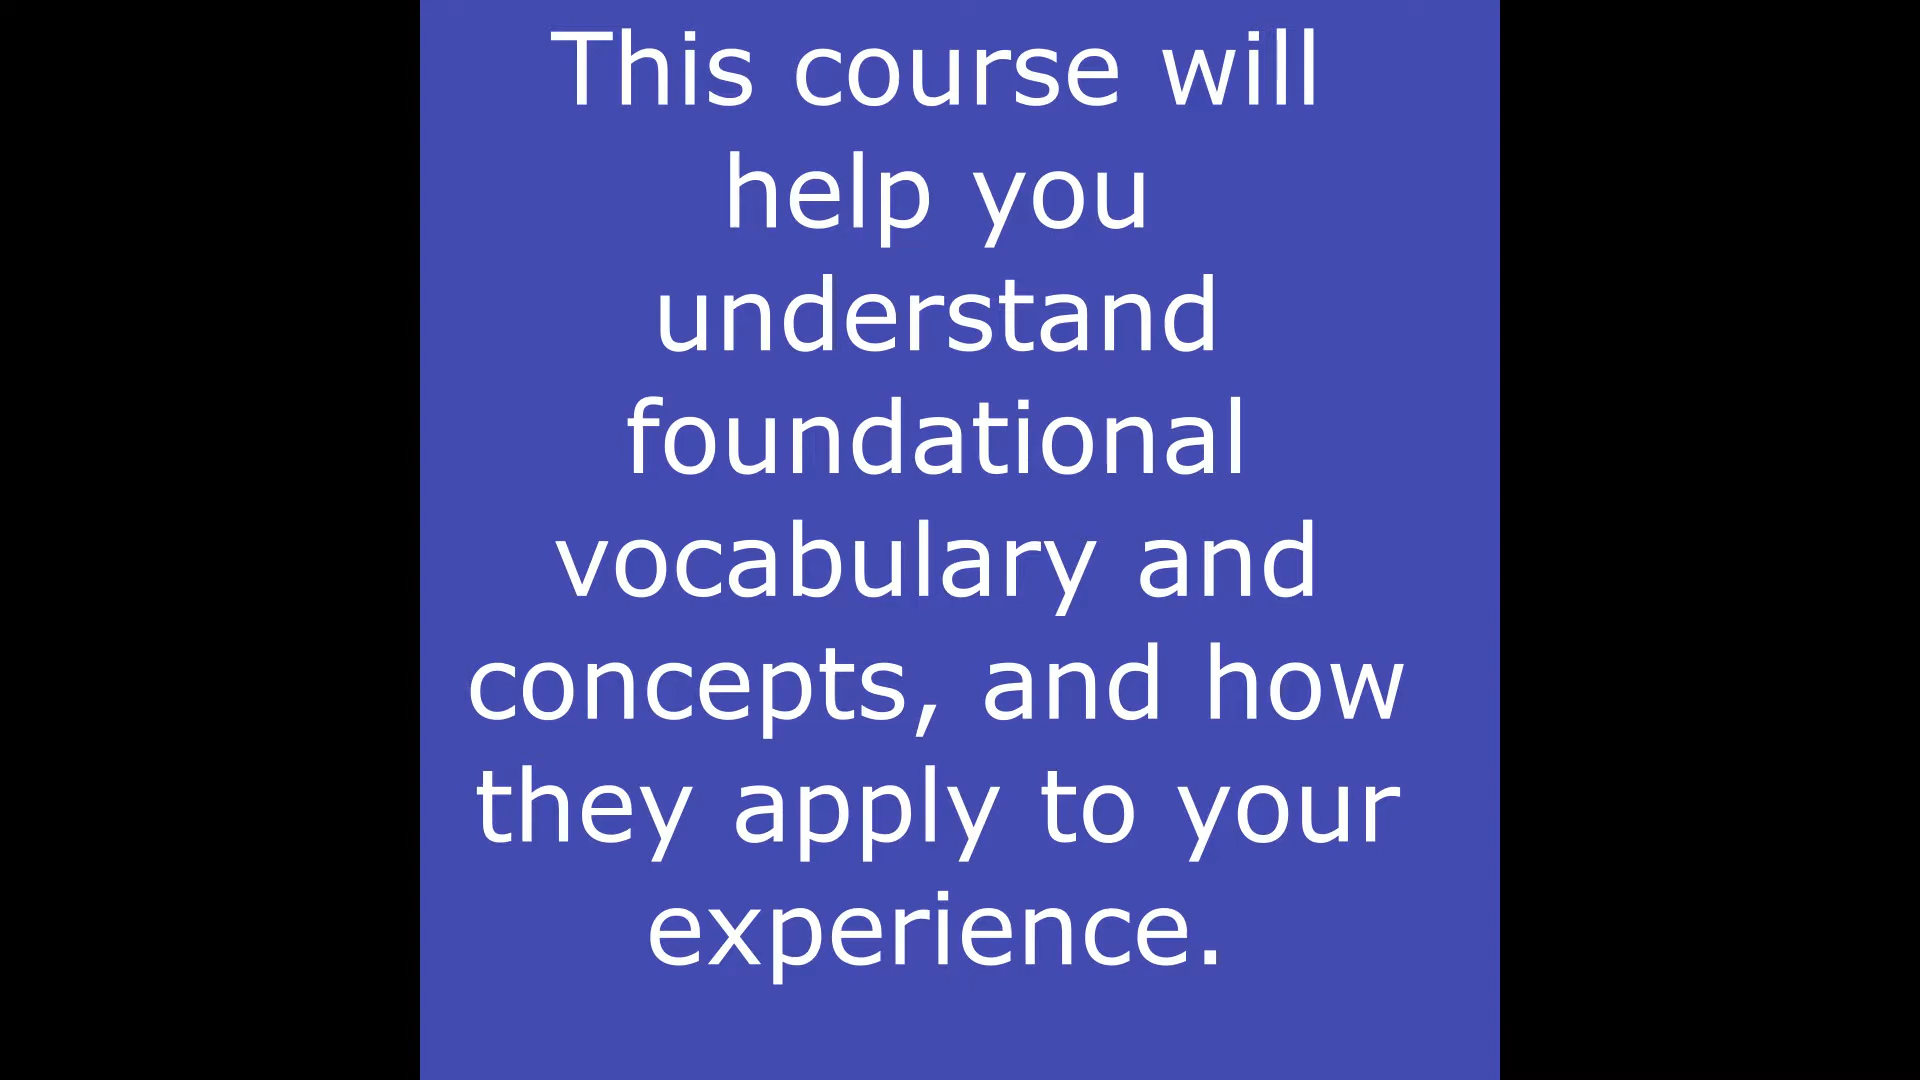 This course will
help you
understand
foundational
vocabulary and
concepts, and how
they apply to your
experience.